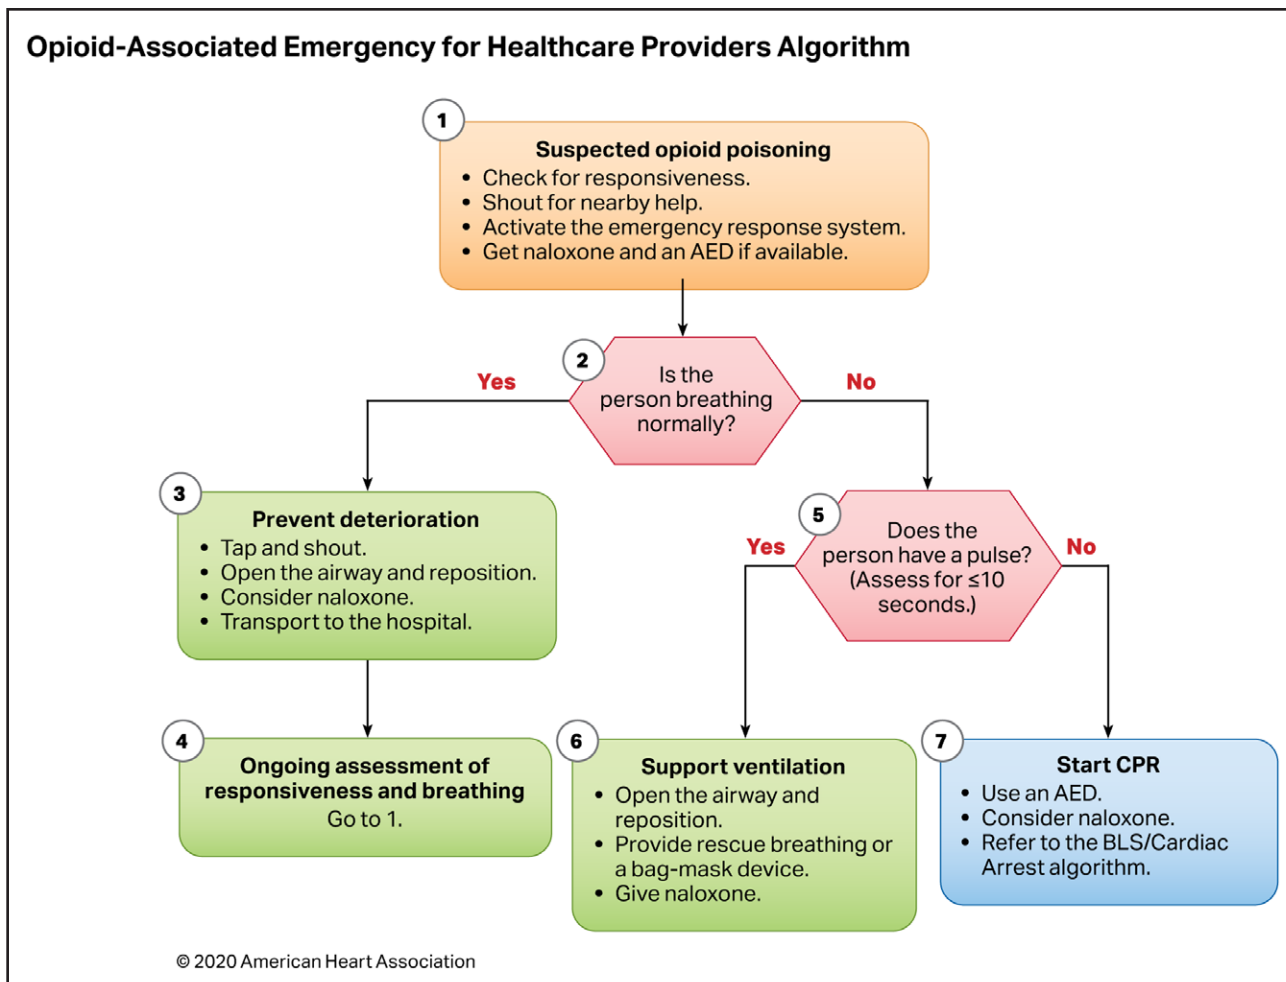 Opioid-Associated Emergency for Healthcare Providers Algorithm
1
Suspected opioid poisoning
• Check for responsiveness.
• Shout for nearby help.
• Activate the emergency response system.
• Get naloxone and an AED if available.
2
Is the
person breathing
normally?
Yes
No
3
Prevent deterioration
• Tap and shout.
• Open the airway and reposition.
• Consider naloxone.
• Transport to the hospital.
4
Ongoing assessment of
responsiveness and breathing
Go to 1.
5
Does the
person have a pulse?
(Assess for ≤10
seconds.)
Yes
No
6
Support ventilation
• Open the airway and
reposition.
• Provide rescue breathing or
a bag-mask device.
• Give naloxone.
7
Start CPR
• Use an AED.
• Consider naloxone.
• Refer to the BLS/Cardiac
Arrest algorithm.
© 2020 American Heart Association